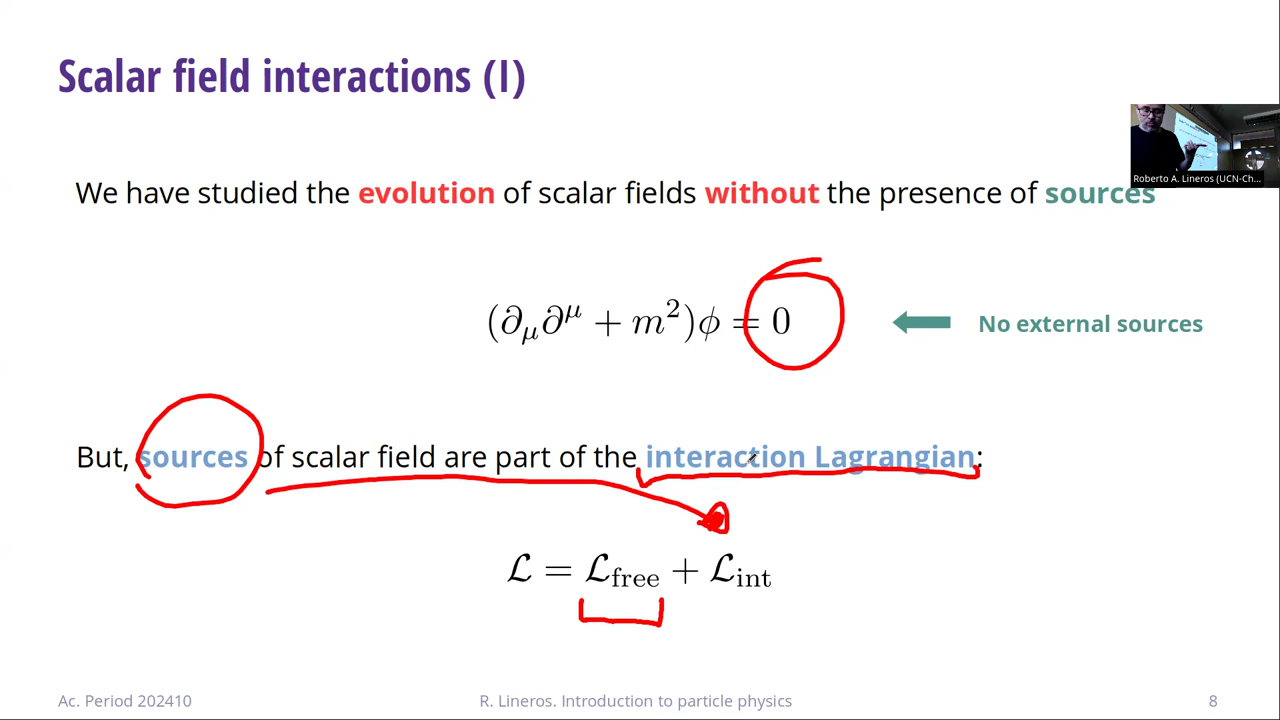 Scalar field interactions (I)
Roberto A. Lineros (UCN-Ch...
We have studied the evolution of scalar fields without the presence of sources
(∂_μ∂^μ + m²)ϕ = 0
No external sources
But, sources of scalar field are part of the interaction Lagrangian:
ℒ = ℒ_free + ℒ_int
Ac. Period 202410
R. Lineros. Introduction to particle physics
8